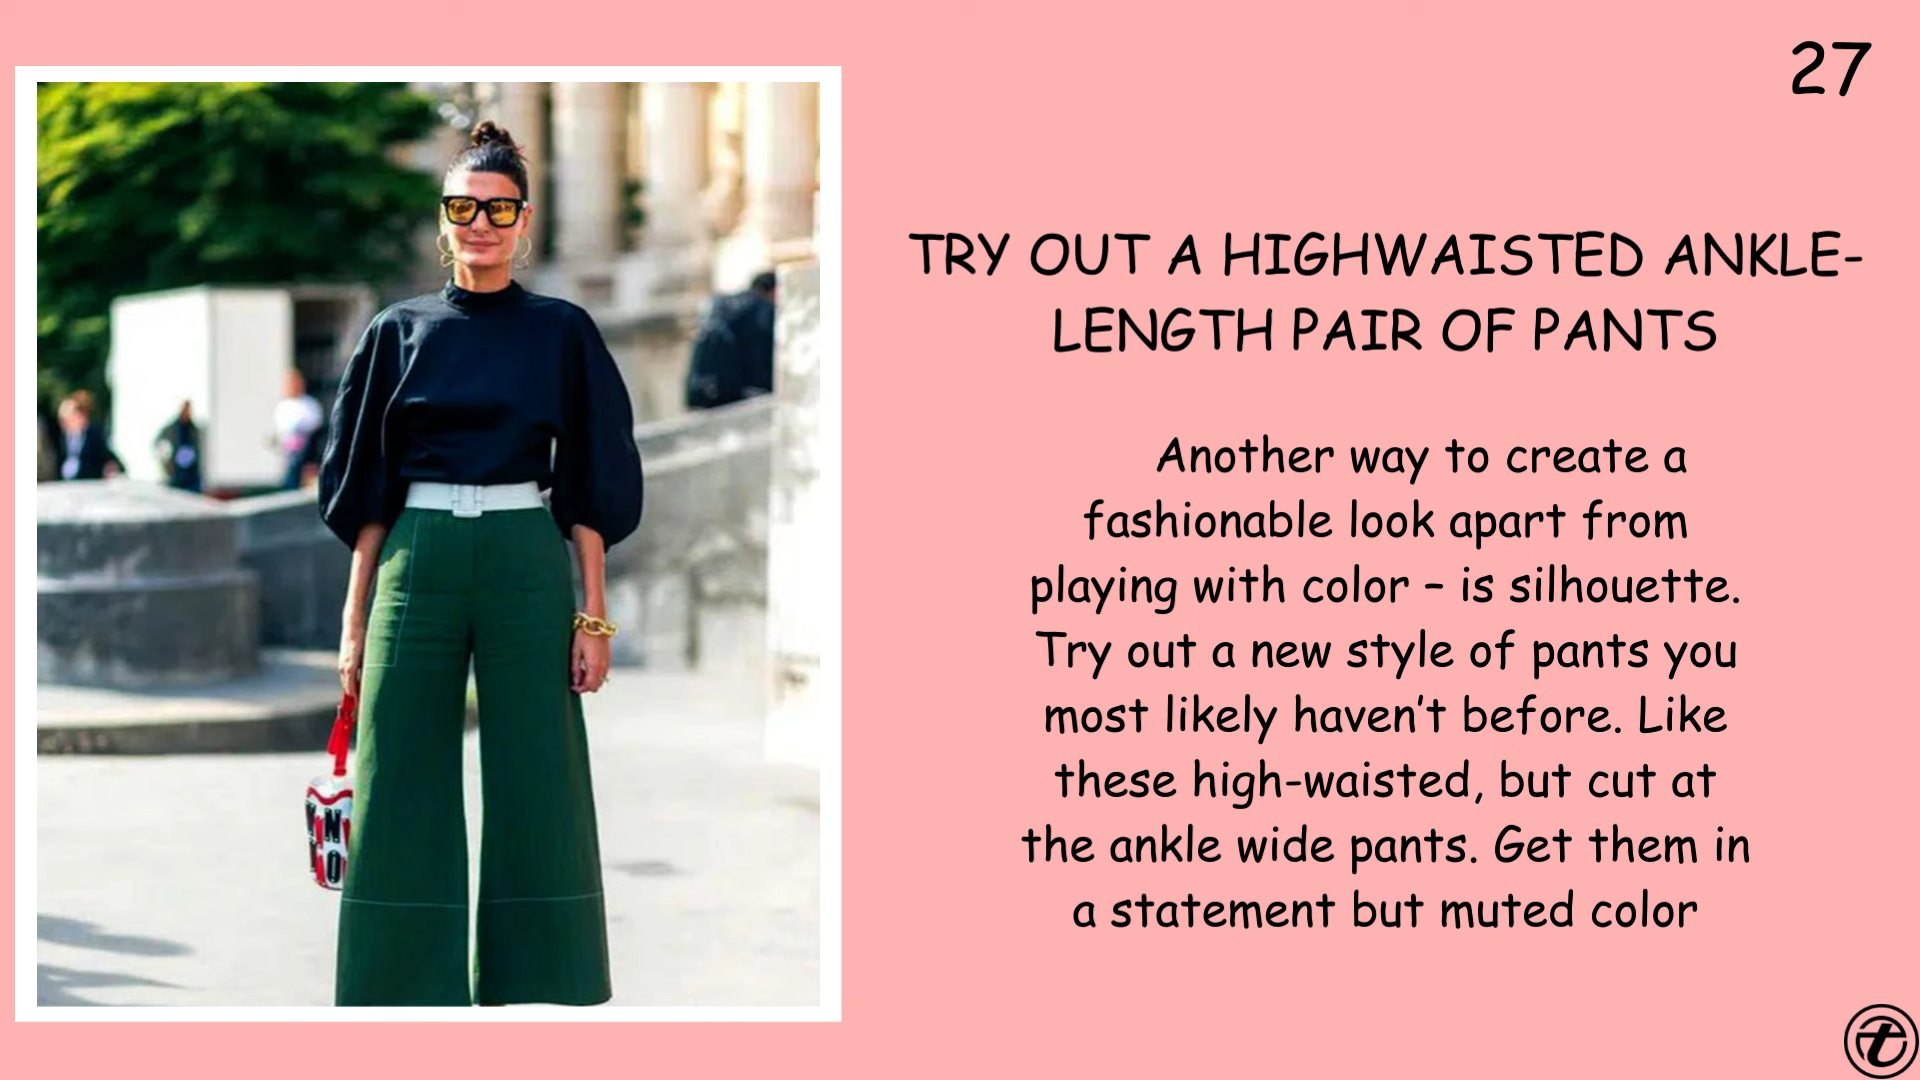 27
TRY OUT A HIGHWAISTED ANKLE-
LENGTH PAIR OF PANTS
Another way to create a
fashionable look apart from
playing with color – is silhouette.
Try out a new style of pants you
most likely haven't before. Like
these high-waisted, but cut at
the ankle wide pants. Get them in
a statement but muted color
t